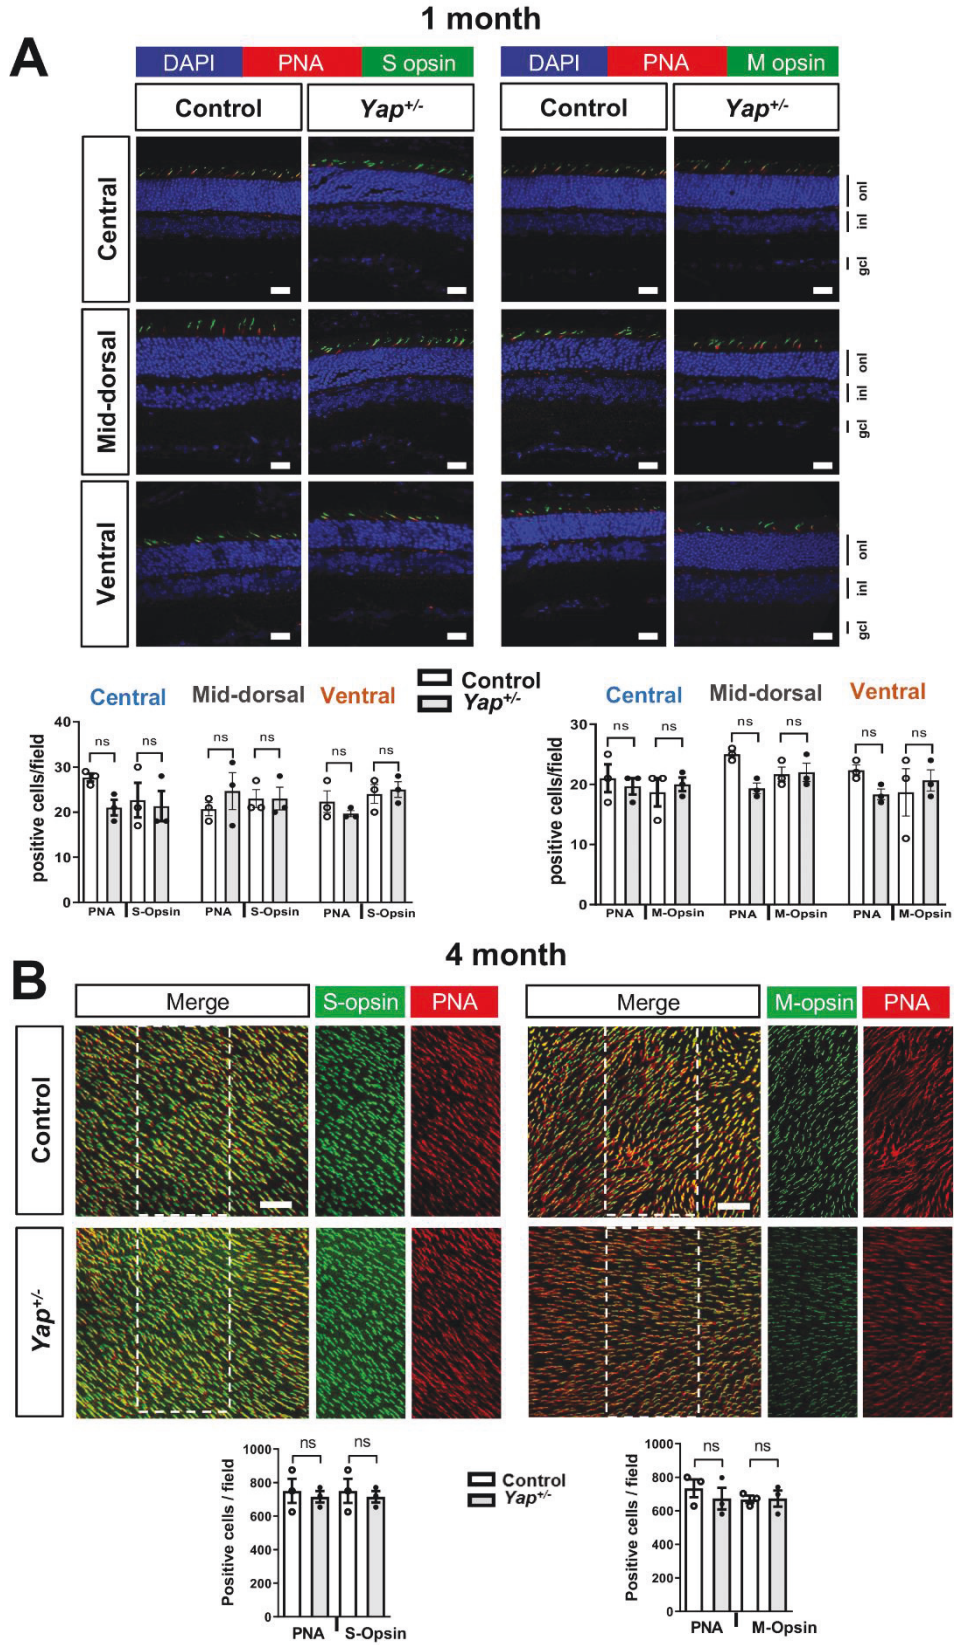 1 month
A
DAPI PNA S opsin DAPI PNA M opsin
Control Yap+/- Control Yap+/-
Central
onl
inl
gcl
Mid-dorsal
onl
inl
gcl
Ventral
onl
inl
gcl
Control
Yap+/-
Central Mid-dorsal Ventral
positive cells/field
40
30
20
10
0
ns ns ns ns ns ns
PNA S-Opsin PNA S-Opsin PNA S-Opsin
Central Mid-dorsal Ventral
positive cells/field
30
20
10
0
ns ns ns ns ns ns
PNA M-Opsin PNA M-Opsin PNA M-Opsin
4 month
B
Merge S-opsin PNA Merge M-opsin PNA
Control
Yap+/-
Positive cells / field
1000
800
600
400
200
0
ns ns
PNA S-Opsin
Control
Yap+/-
Positive cells / field
1000
800
600
400
200
0
ns ns
PNA M-Opsin